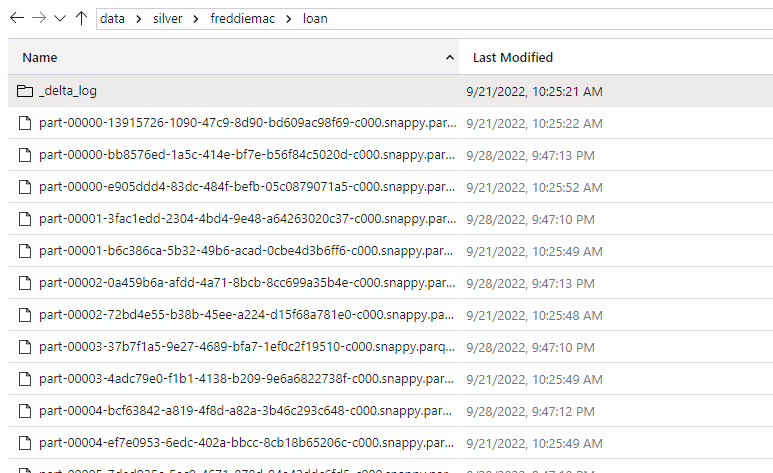 data > silver > freddiemac > loan
Name Last Modified
_delta_log 9/21/2022, 10:25:21 AM
part-00000-13915726-1090-47c9-8d90-bd609ac98f69-c000.snappy.par... 9/21/2022, 10:25:22 AM
part-00000-bb8576ed-1a5c-414e-bf7e-b56f84c5020d-c000.snappy.par... 9/28/2022, 9:47:13 PM
part-00000-e905ddd4-83dc-484f-befb-05c0879071a5-c000.snappy.par... 9/21/2022, 10:25:52 AM
part-00001-3fac1edd-2304-4bd4-9e48-a64263020c37-c000.snappy.par... 9/28/2022, 9:47:10 PM
part-00001-b6c386ca-5b32-49b6-acad-0cbe4d3b6ff6-c000.snappy.par... 9/21/2022, 10:25:49 AM
part-00002-0a459b6a-afdd-4a71-8bcb-8cc699a35b4e-c000.snappy.par... 9/28/2022, 9:47:13 PM
part-00002-72bd4e55-b38b-45ee-a224-d15f68a781e0-c000.snappy.pa... 9/21/2022, 10:25:48 AM
part-00003-37b7f1a5-9e27-4689-bfa7-1ef0c2f19510-c000.snappy.parq... 9/28/2022, 9:47:10 PM
part-00003-4adc79e0-f1b1-4138-b209-9e6a6822738f-c000.snappy.par... 9/21/2022, 10:25:49 AM
part-00004-bcf63842-a819-4f8d-a82a-3b46c293c648-c000.snappy.par... 9/28/2022, 9:47:12 PM
part-00004-ef7e0953-6edc-402a-bbcc-8cb18b65206c-c000.snappy.par... 9/21/2022, 10:25:49 AM